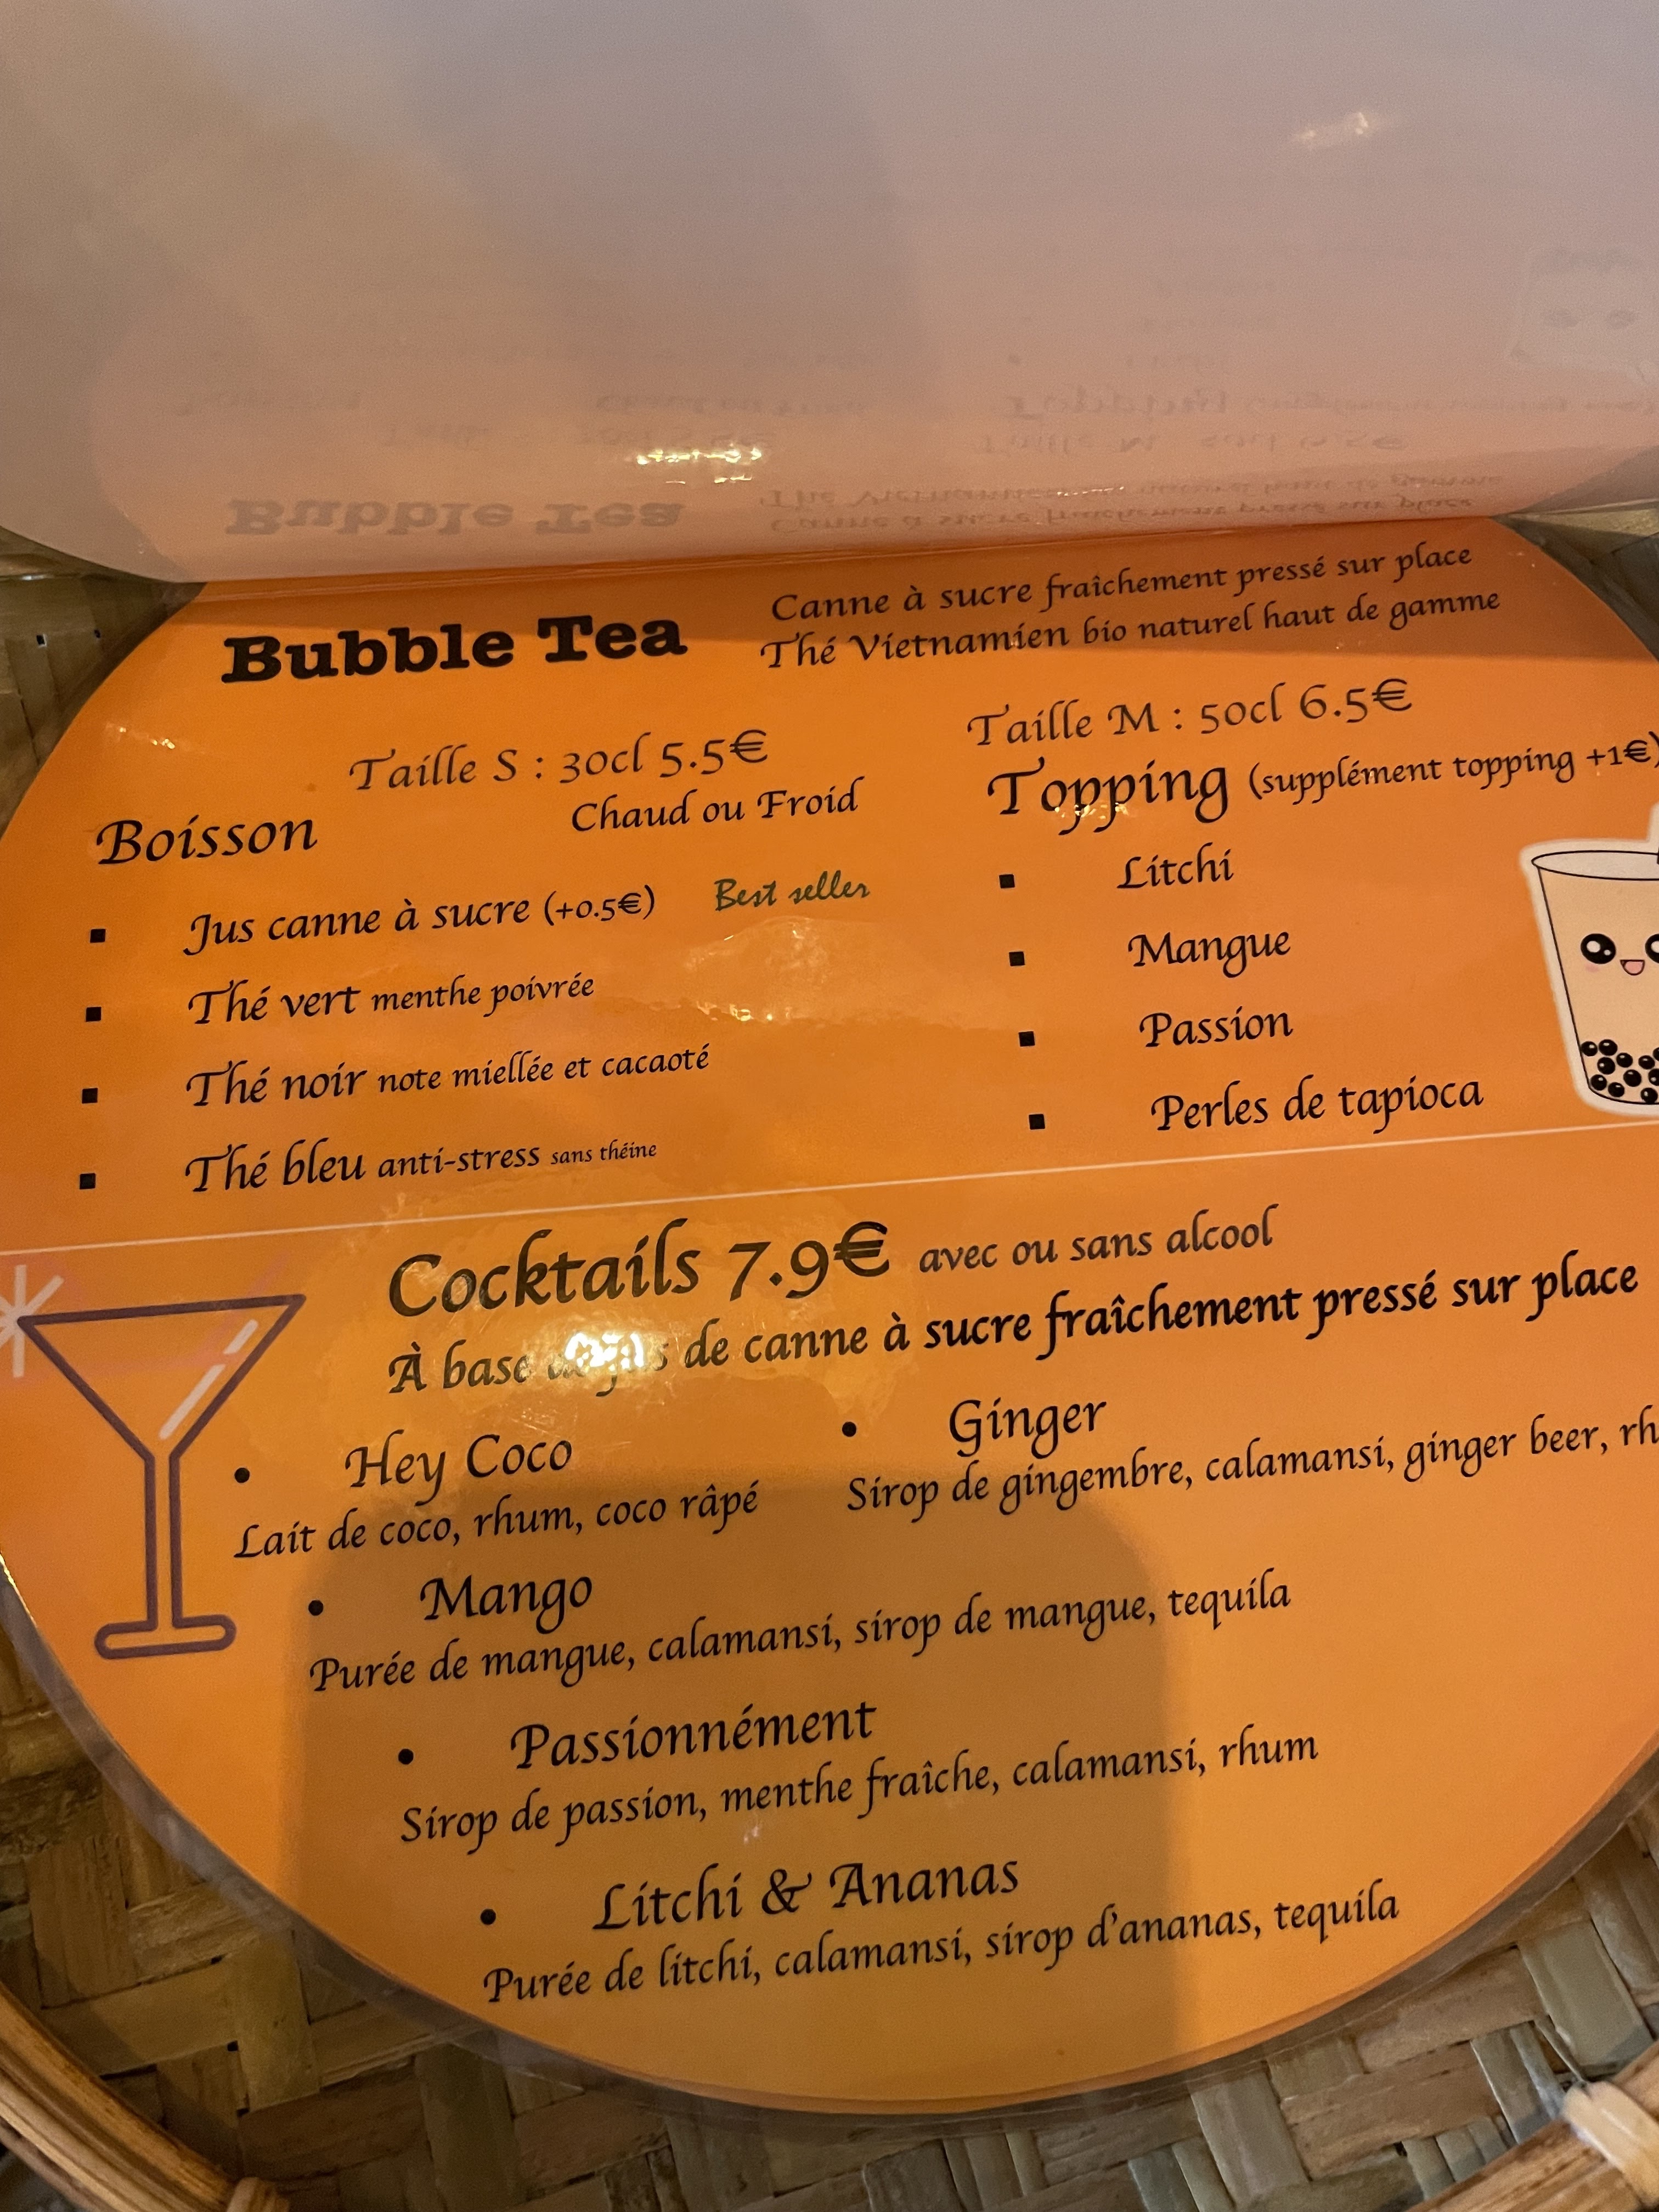 Bubble Tea
Canne à sucre fraîchement pressé sur place
Thé Vietnamien bio naturel haut de gamme
Taille S : 30cl 5.5€
Taille M : 50cl 6.5€
Boisson
Chaud ou Froid
Jus canne à sucre (+0.5€) Best seller
Thé vert menthe poivrée
Thé noir note miellée et cacaoté
Thé bleu anti-stress sans théine
Topping (supplément topping +1€)
Litchi
Mangue
Passion
Perles de tapioca
Cocktails 7.9€ avec ou sans alcool
À base de canne à sucre fraîchement pressé sur place
Hey Coco
Lait de coco, rhum, coco râpé
Ginger
Sirop de gingembre, calamansi, ginger beer,
Mango
Purée de mangue, calamansi, sirop de mangue, tequila
Passionnément
Sirop de passion, menthe fraîche, calamansi, rhum
Litchi & Ananas
Purée de litchi, calamansi, sirop d'ananas, tequila